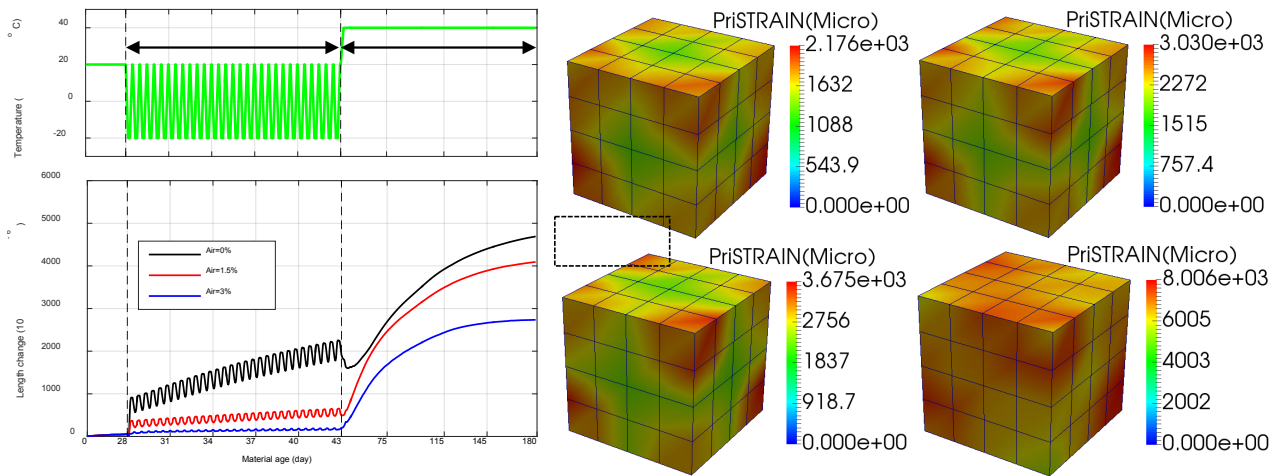 Temperature ( °C)
40
20
0
-20
6000
5000
4000
3000
2000
1000
0
Length change (10
Air=0%
Air=1.5%
Air=3%
0 28 31 34 37 40 43 75 115 145 180
Material age (day)
PriSTRAIN(Micro)
2.176e+03
1632
1088
543.9
0.000e+00
PriSTRAIN(Micro)
3.030e+03
2272
1515
757.4
0.000e+00
PriSTRAIN(Micro)
3.675e+03
2756
1837
918.7
0.000e+00
PriSTRAIN(Micro)
8.006e+03
6005
4003
2002
0.000e+00